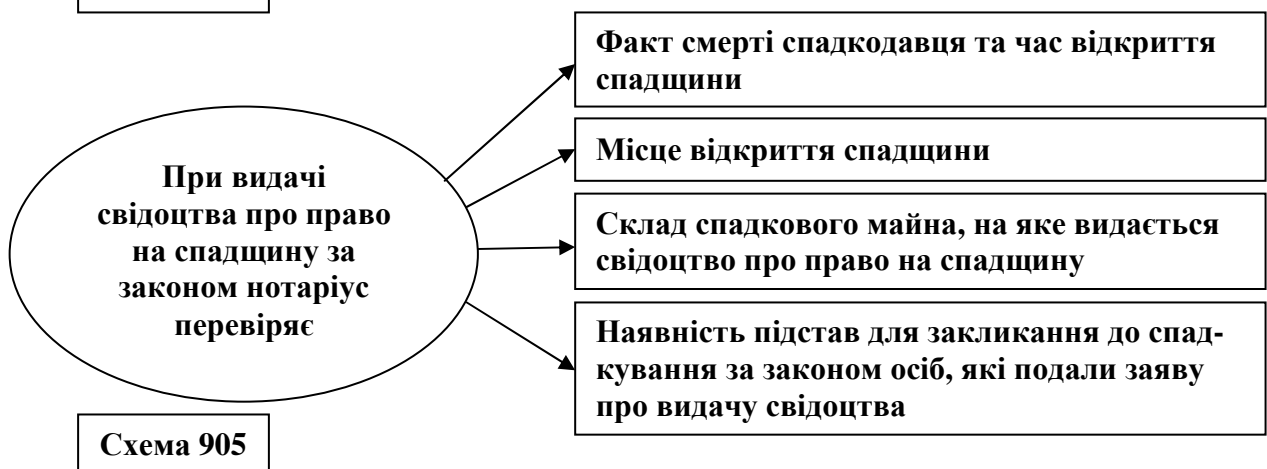 Факт смерті спадкодавця та час відкриття
спадщини
Місце відкриття спадщини
При видачі
свідоцтва про право
на спадщину за
законом нотаріус
перевіряє
Склад спадкового майна, на яке видається
свідоцтво про право на спадщину
Наявність підстав для закликання до спад-
кування за законом осіб, які подали заяву
про видачу свідоцтва
Схема 905